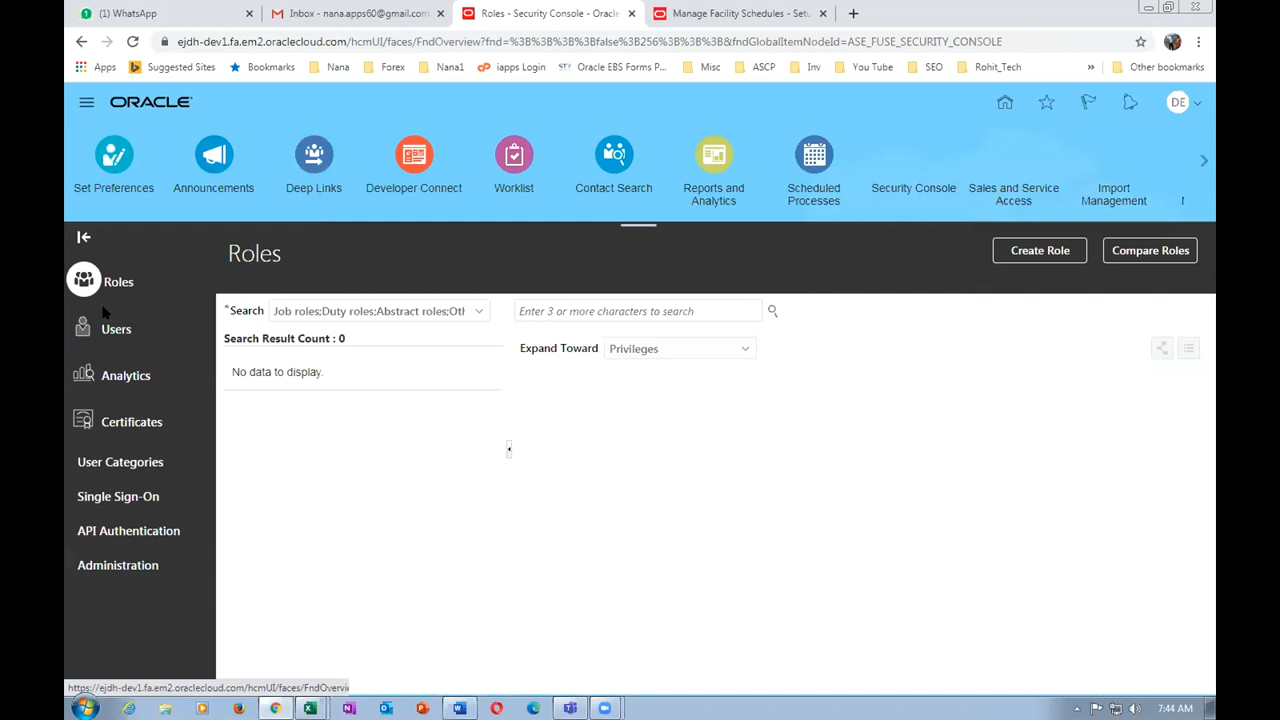 (1) WhatsApp
Inbox - nana.apps60@gmail.com
Roles - Security Console - Oracle
Manage Facility Schedules - Setu
ejdh-dev1.fa.em2.oraclecloud.com/hcmUI/faces/FndOverview?fnd=%3B%3B%3B%3Bfalse%3B256%3B%3B%3B&fndGlobalItemNodeId=ASE_FUSE_SECURITY_CONSOLE
Apps
Suggested Sites
Bookmarks
Nana
Forex
Nana1
iapps Login
Oracle EBS Forms P...
Misc
ASCP
Inv
You Tube
SEO
Rohit_Tech
»
Other bookmarks
ORACLE
DE
Set Preferences
Announcements
Deep Links
Developer Connect
Worklist
Contact Search
Reports and
Analytics
Scheduled
Processes
Security Console
Sales and Service
Access
Import
Management
Roles
Users
Analytics
Certificates
User Categories
Single Sign-On
API Authentication
Administration
Roles
Create Role
Compare Roles
*Search
Job roles;Duty roles;Abstract roles;Oth
Enter 3 or more characters to search
Search Result Count : 0
Expand Toward
Privileges
No data to display.
https://ejdh-dev1.fa.em2.oraclecloud.com/hcmUI/faces/FndOvervi
7:44 AM